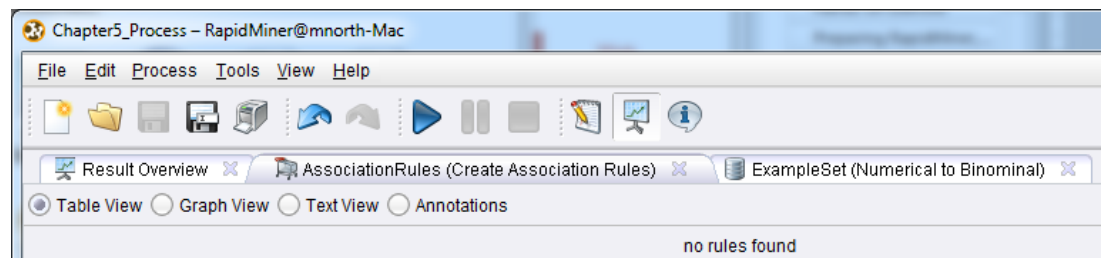 Chapter5_Process – RapidMiner@mnorth-Mac
File Edit Process Tools View Help
Result Overview AssociationRules (Create Association Rules) ExampleSet (Numerical to Binominal)
Table View Graph View Text View Annotations
no rules found